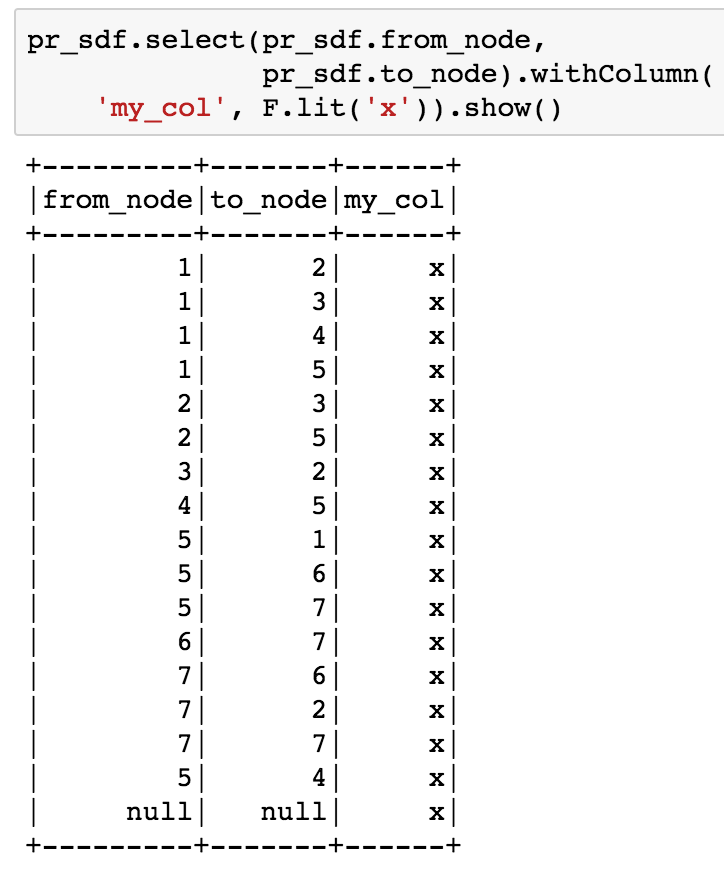 pr_sdf.select(pr_sdf.from_node,
              pr_sdf.to_node).withColumn(
    'my_col', F.lit('x')).show()
+---------+-------+------+
|from_node|to_node|my_col|
+---------+-------+------+
|        1|      2|     x|
|        1|      3|     x|
|        1|      4|     x|
|        1|      5|     x|
|        2|      3|     x|
|        2|      5|     x|
|        3|      2|     x|
|        4|      5|     x|
|        5|      1|     x|
|        5|      6|     x|
|        5|      7|     x|
|        6|      7|     x|
|        7|      6|     x|
|        7|      2|     x|
|        7|      7|     x|
|        5|      4|     x|
|     null|   null|     x|
+---------+-------+------+